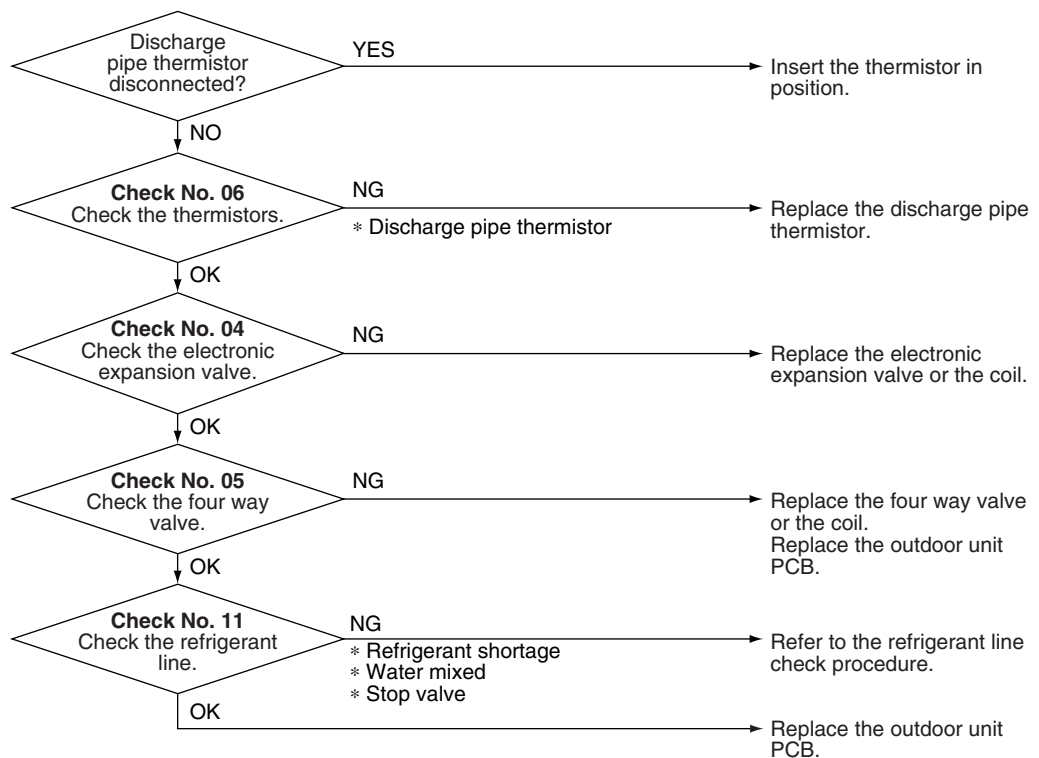 Discharge
pipe thermistor
disconnected?
YES
Insert the thermistor in
position.
NO
Check No. 06
Check the thermistors.
NG
∗ Discharge pipe thermistor
Replace the discharge pipe
thermistor.
OK
Check No. 04
Check the electronic
expansion valve.
NG
Replace the electronic
expansion valve or the coil.
OK
Check No. 05
Check the four way
valve.
NG
Replace the four way valve
or the coil.
Replace the outdoor unit
PCB.
OK
Check No. 11
Check the refrigerant
line.
NG
∗ Refrigerant shortage
∗ Water mixed
∗ Stop valve
Refer to the refrigerant line
check procedure.
OK
Replace the outdoor unit
PCB.